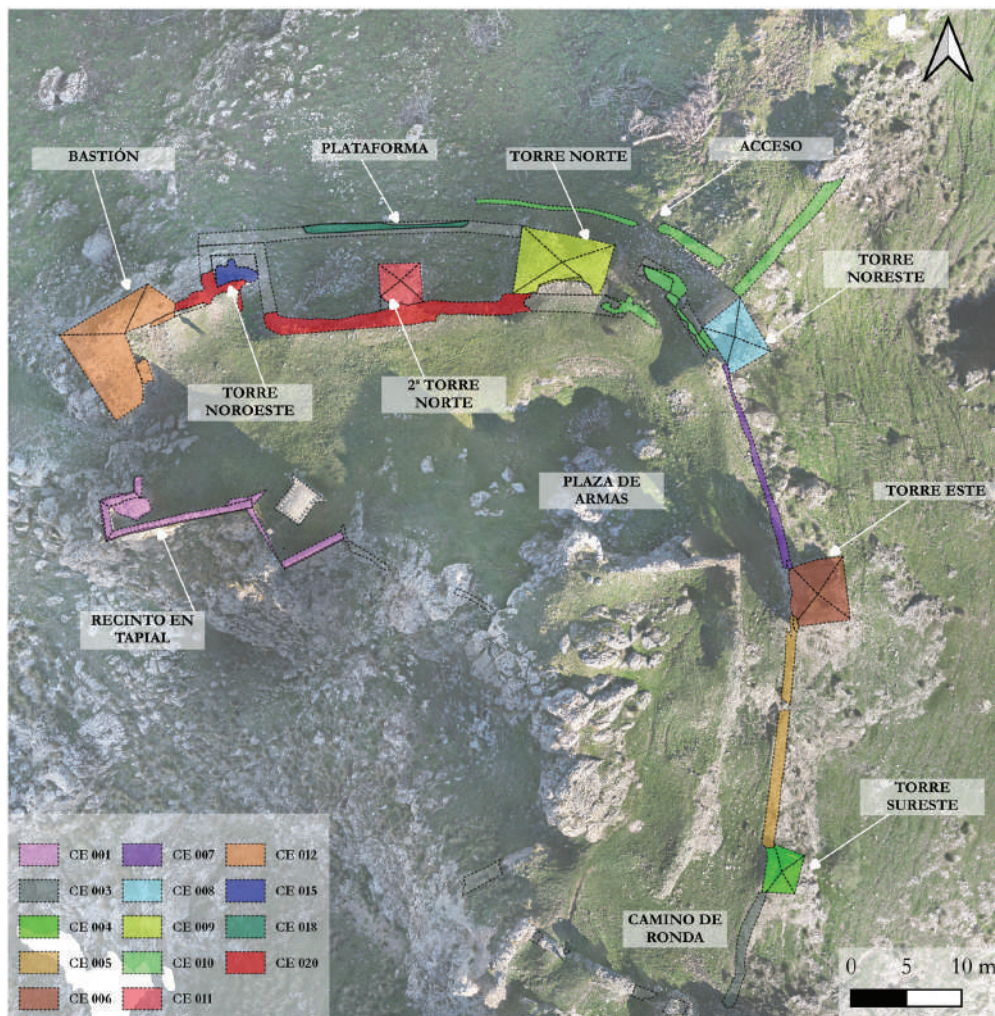 BASTIÓN
PLATAFORMA
TORRE NORTE
ACCESO
TORRE
NORESTE
TORRE
NOROESTE
2ª TORRE
NORTE
PLAZA DE
ARMAS
TORRE ESTE
RECINTO EN
TAPIAL
TORRE
SURESTE
CAMINO DE
RONDA
CE 001
CE 003
CE 004
CE 005
CE 006
CE 007
CE 008
CE 009
CE 010
CE 011
CE 012
CE 015
CE 018
CE 020
0 5 10 m